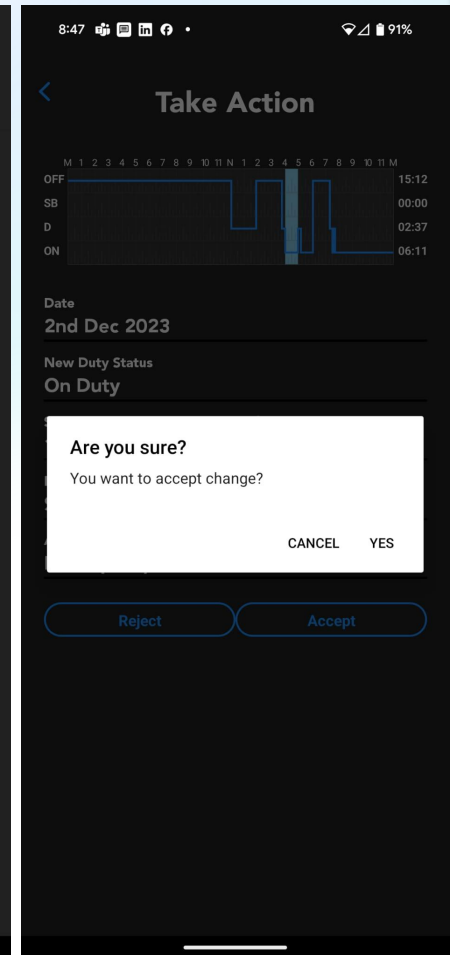 8:47 91%
Take Action
M 1 2 3 4 5 6 7 8 9 10 11 N 1 2 3 4 5 6 7 8 9 10 11 M
OFF 15:12
SB 00:00
D 02:37
ON 06:11
Date
2nd Dec 2023
New Duty Status
On Duty
Are you sure?
You want to accept change?
CANCEL YES
Reject Accept